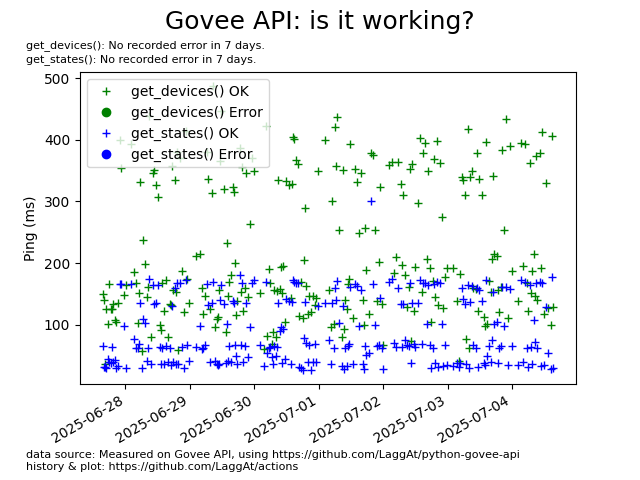 Govee API: is it working?
get_devices(): No recorded error in 7 days.
get_states(): No recorded error in 7 days.
500
400
300
200
100
Ping (ms)
get_devices() OK
get_devices() Error
get_states() OK
get_states() Error
2025-06-28
2025-06-29
2025-06-30
2025-07-01
2025-07-02
2025-07-03
2025-07-04
data source: Measured on Govee API, using https://github.com/LaggAt/python-govee-api
history & plot: https://github.com/LaggAt/actions